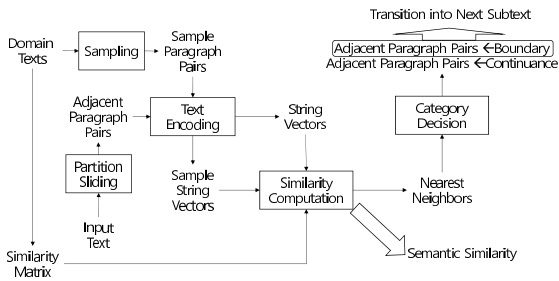 Transition into Next Subtext
Domain
Texts
Sampling
Sample
Paragraph
Pairs
Adjacent Paragraph Pairs ←Boundary
Adjacent Paragraph Pairs ←Continuance
Adjacent
Paragraph
Pairs
Text
Encoding
String
Vectors
Category
Decision
Partition
Sliding
Sample
String
Vectors
Similarity
Computation
Nearest
Neighbors
Input
Text
Similarity
Matrix
Semantic Similarity